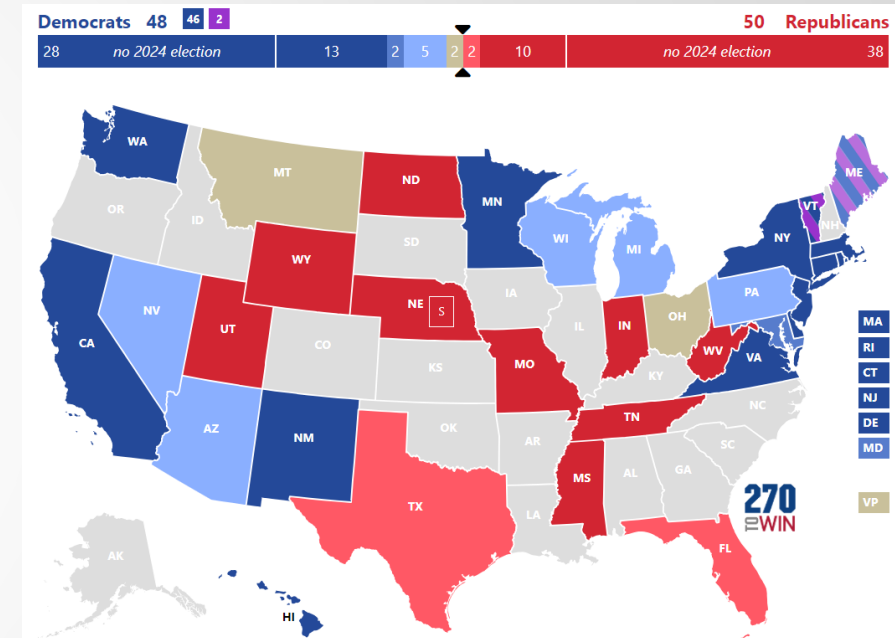 Democrats 48 46 2 50 Republicans
28 no 2024 election 13 2 5 2 2 10 no 2024 election 38
WA
MT
ND
MN
ME
OR
ID
VT
NH
SD
WI
MI
NY
WY
IA
PA
NV
NE
S
UT
CO
IL
IN
OH
WV
VA
CA
KS
MO
KY
NC
TN
AZ
NM
OK
AR
SC
MS
AL
GA
TX
LA
FL
AK
HI
MA
RI
CT
NJ
DE
MD
VP
270
TO WIN